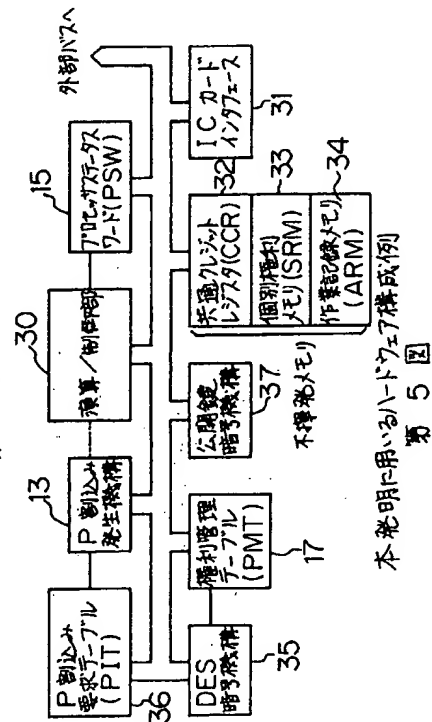 P割込み
要求テーブル
(PIT)
36
P割込み
発生機構
13
演算/制御部
30
プロセッサステータス
ワード(PSW)
15
外部バスへ
DES
暗号機構
35
権利管理
テーブル
(PMT)
17
公開鍵
暗号機構
37
共通クレジット
レジスタ(CCR)
32
個別権利
メモリ(SRM)
33
作業記録メモリ
(ARM)
34
不揮発メモリ
ICカード
インタフェース
31
本発明に用いるハードウェア構成例
第 5 図